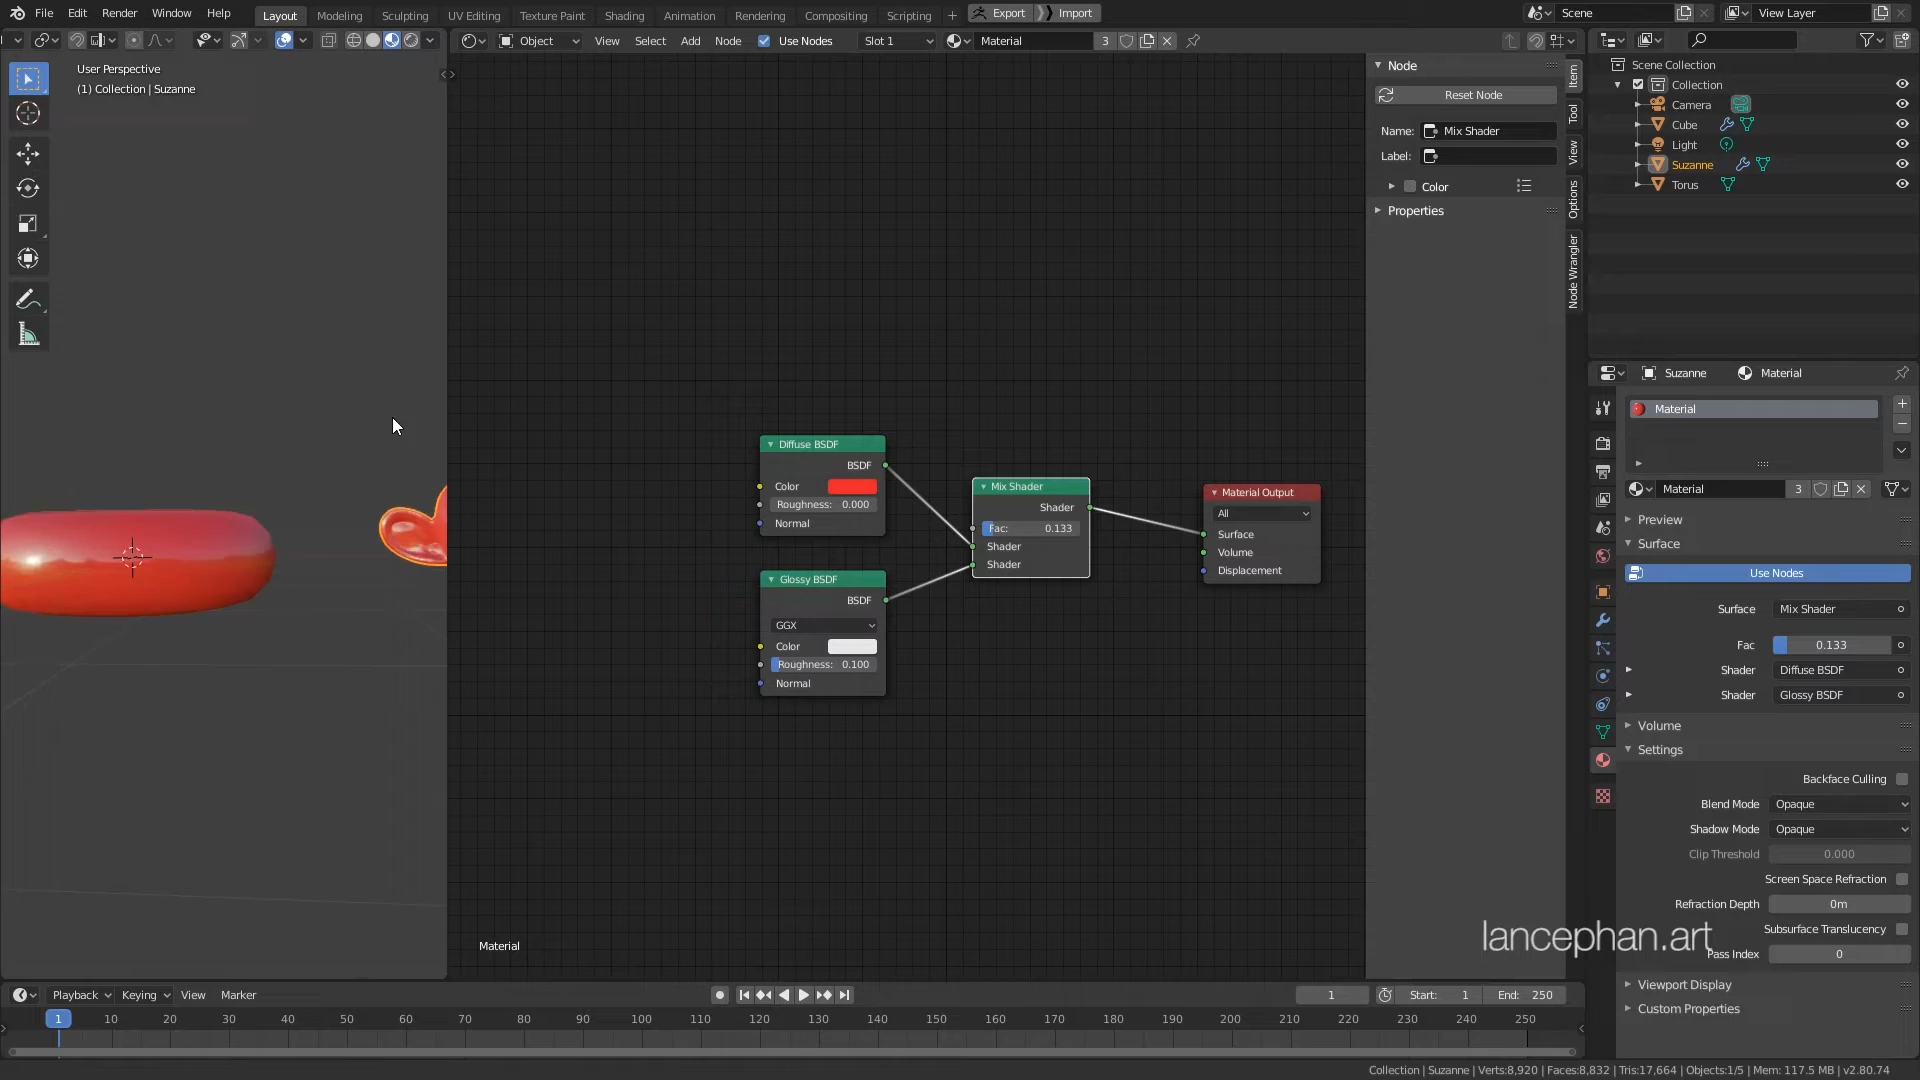 File Edit Render Window Help Layout Modeling Sculpting UV Editing Texture Paint Shading Animation Rendering Compositing Scripting + Export Import Scene View Layer
Object View Select Add Node Use Nodes Slot 1 Material 3
User Perspective
(1) Collection | Suzanne
Node
Reset Node
Name: Mix Shader
Label:
Color
Properties
Item
Tool
View
Options
Node Wrangler
Scene Collection
Collection
Camera
Cube
Light
Suzanne
Torus
Diffuse BSDF
BSDF
Color
Roughness: 0.000
Normal
Glossy BSDF
BSDF
GGX
Color
Roughness: 0.100
Normal
Mix Shader
Shader
Fac: 0.133
Shader
Shader
Material Output
All
Surface
Volume
Displacement
Material
Suzanne Material
Material
Material 3
Preview
Surface
Use Nodes
Surface Mix Shader
Fac 0.133
Shader Diffuse BSDF
Shader Glossy BSDF
Volume
Settings
Backface Culling
Blend Mode Opaque
Shadow Mode Opaque
Clip Threshold 0.000
Screen Space Refraction
Refraction Depth 0m
Subsurface Translucency
Pass Index 0
Viewport Display
Custom Properties
lancephan.art
Playback Keying View Marker 1 Start: 1 End: 250
1 10 20 30 40 50 60 70 80 90 100 110 120 130 140 150 160 170 180 190 200 210 220 230 240 250
Collection | Suzanne | Verts:8,920 | Faces:8,832 | Tris:17,664 | Objects:1/5 | Mem: 117.5 MB | v2.80.74